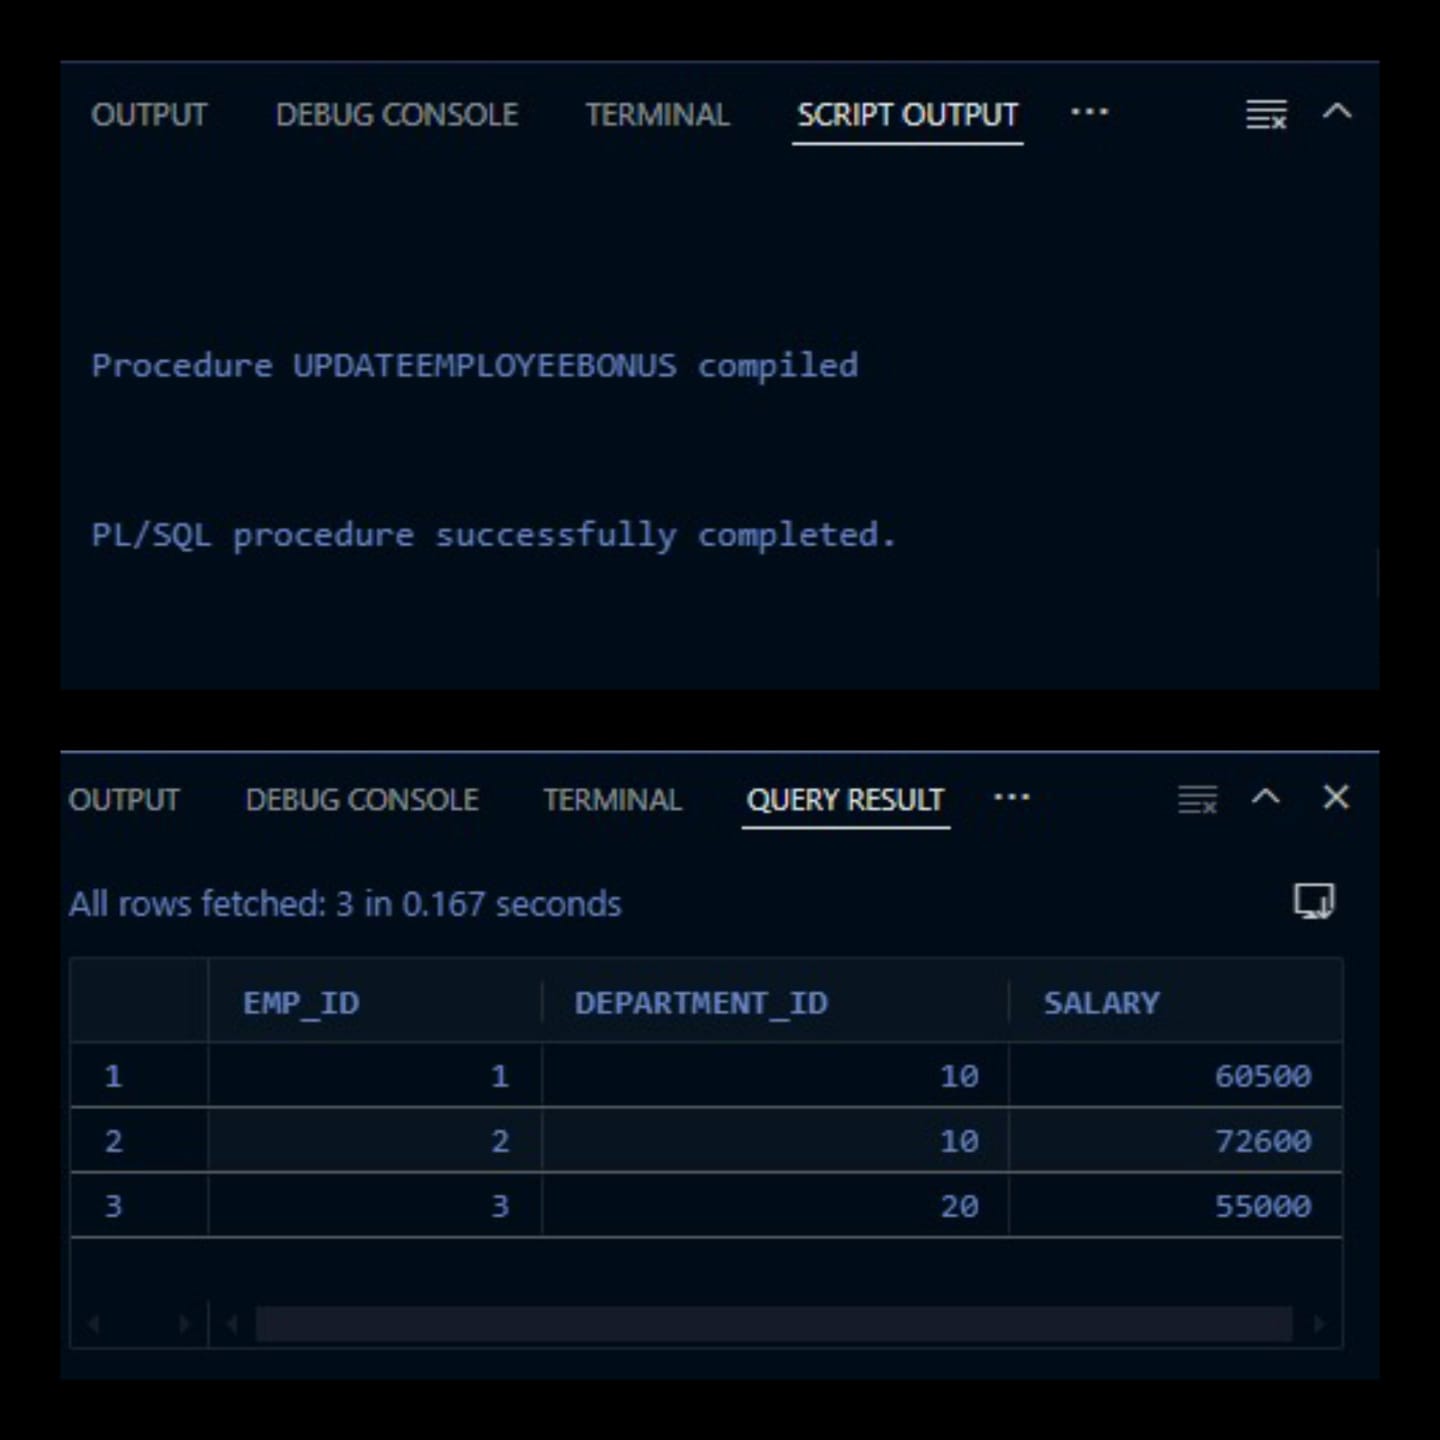 OUTPUT DEBUG CONSOLE TERMINAL SCRIPT OUTPUT ...
Procedure UPDATEEMPLOYEEBONUS compiled
PL/SQL procedure successfully completed.
OUTPUT DEBUG CONSOLE TERMINAL QUERY RESULT ...
All rows fetched: 3 in 0.167 seconds
EMP_ID DEPARTMENT_ID SALARY
1 1 10 60500
2 2 10 72600
3 3 20 55000